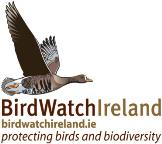 BirdWatchIreland
birdwatchireland.ie
protecting birds and biodiversity